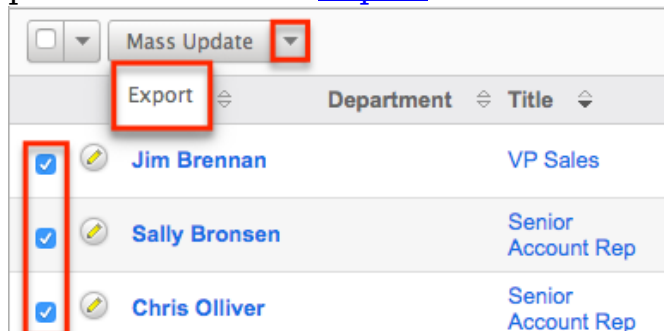 Mass Update
Export Department Title
Jim Brennan VP Sales
Sally Bronsen Senior
Account Rep
Chris Olliver Senior
Account Rep